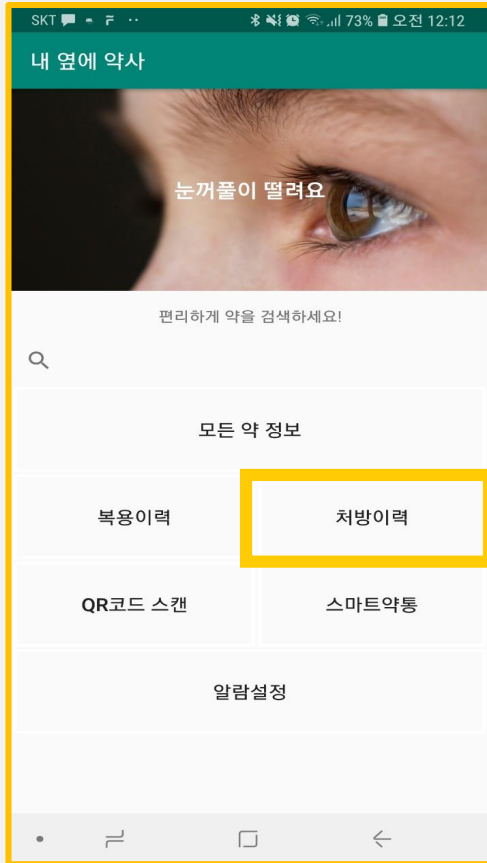 SKT 73% 오전 12:12
내 옆에 약사
눈꺼풀이 떨려요
편리하게 약을 검색하세요!
모든 약 정보
복용이력 처방이력
QR코드 스캔 스마트약통
알람설정